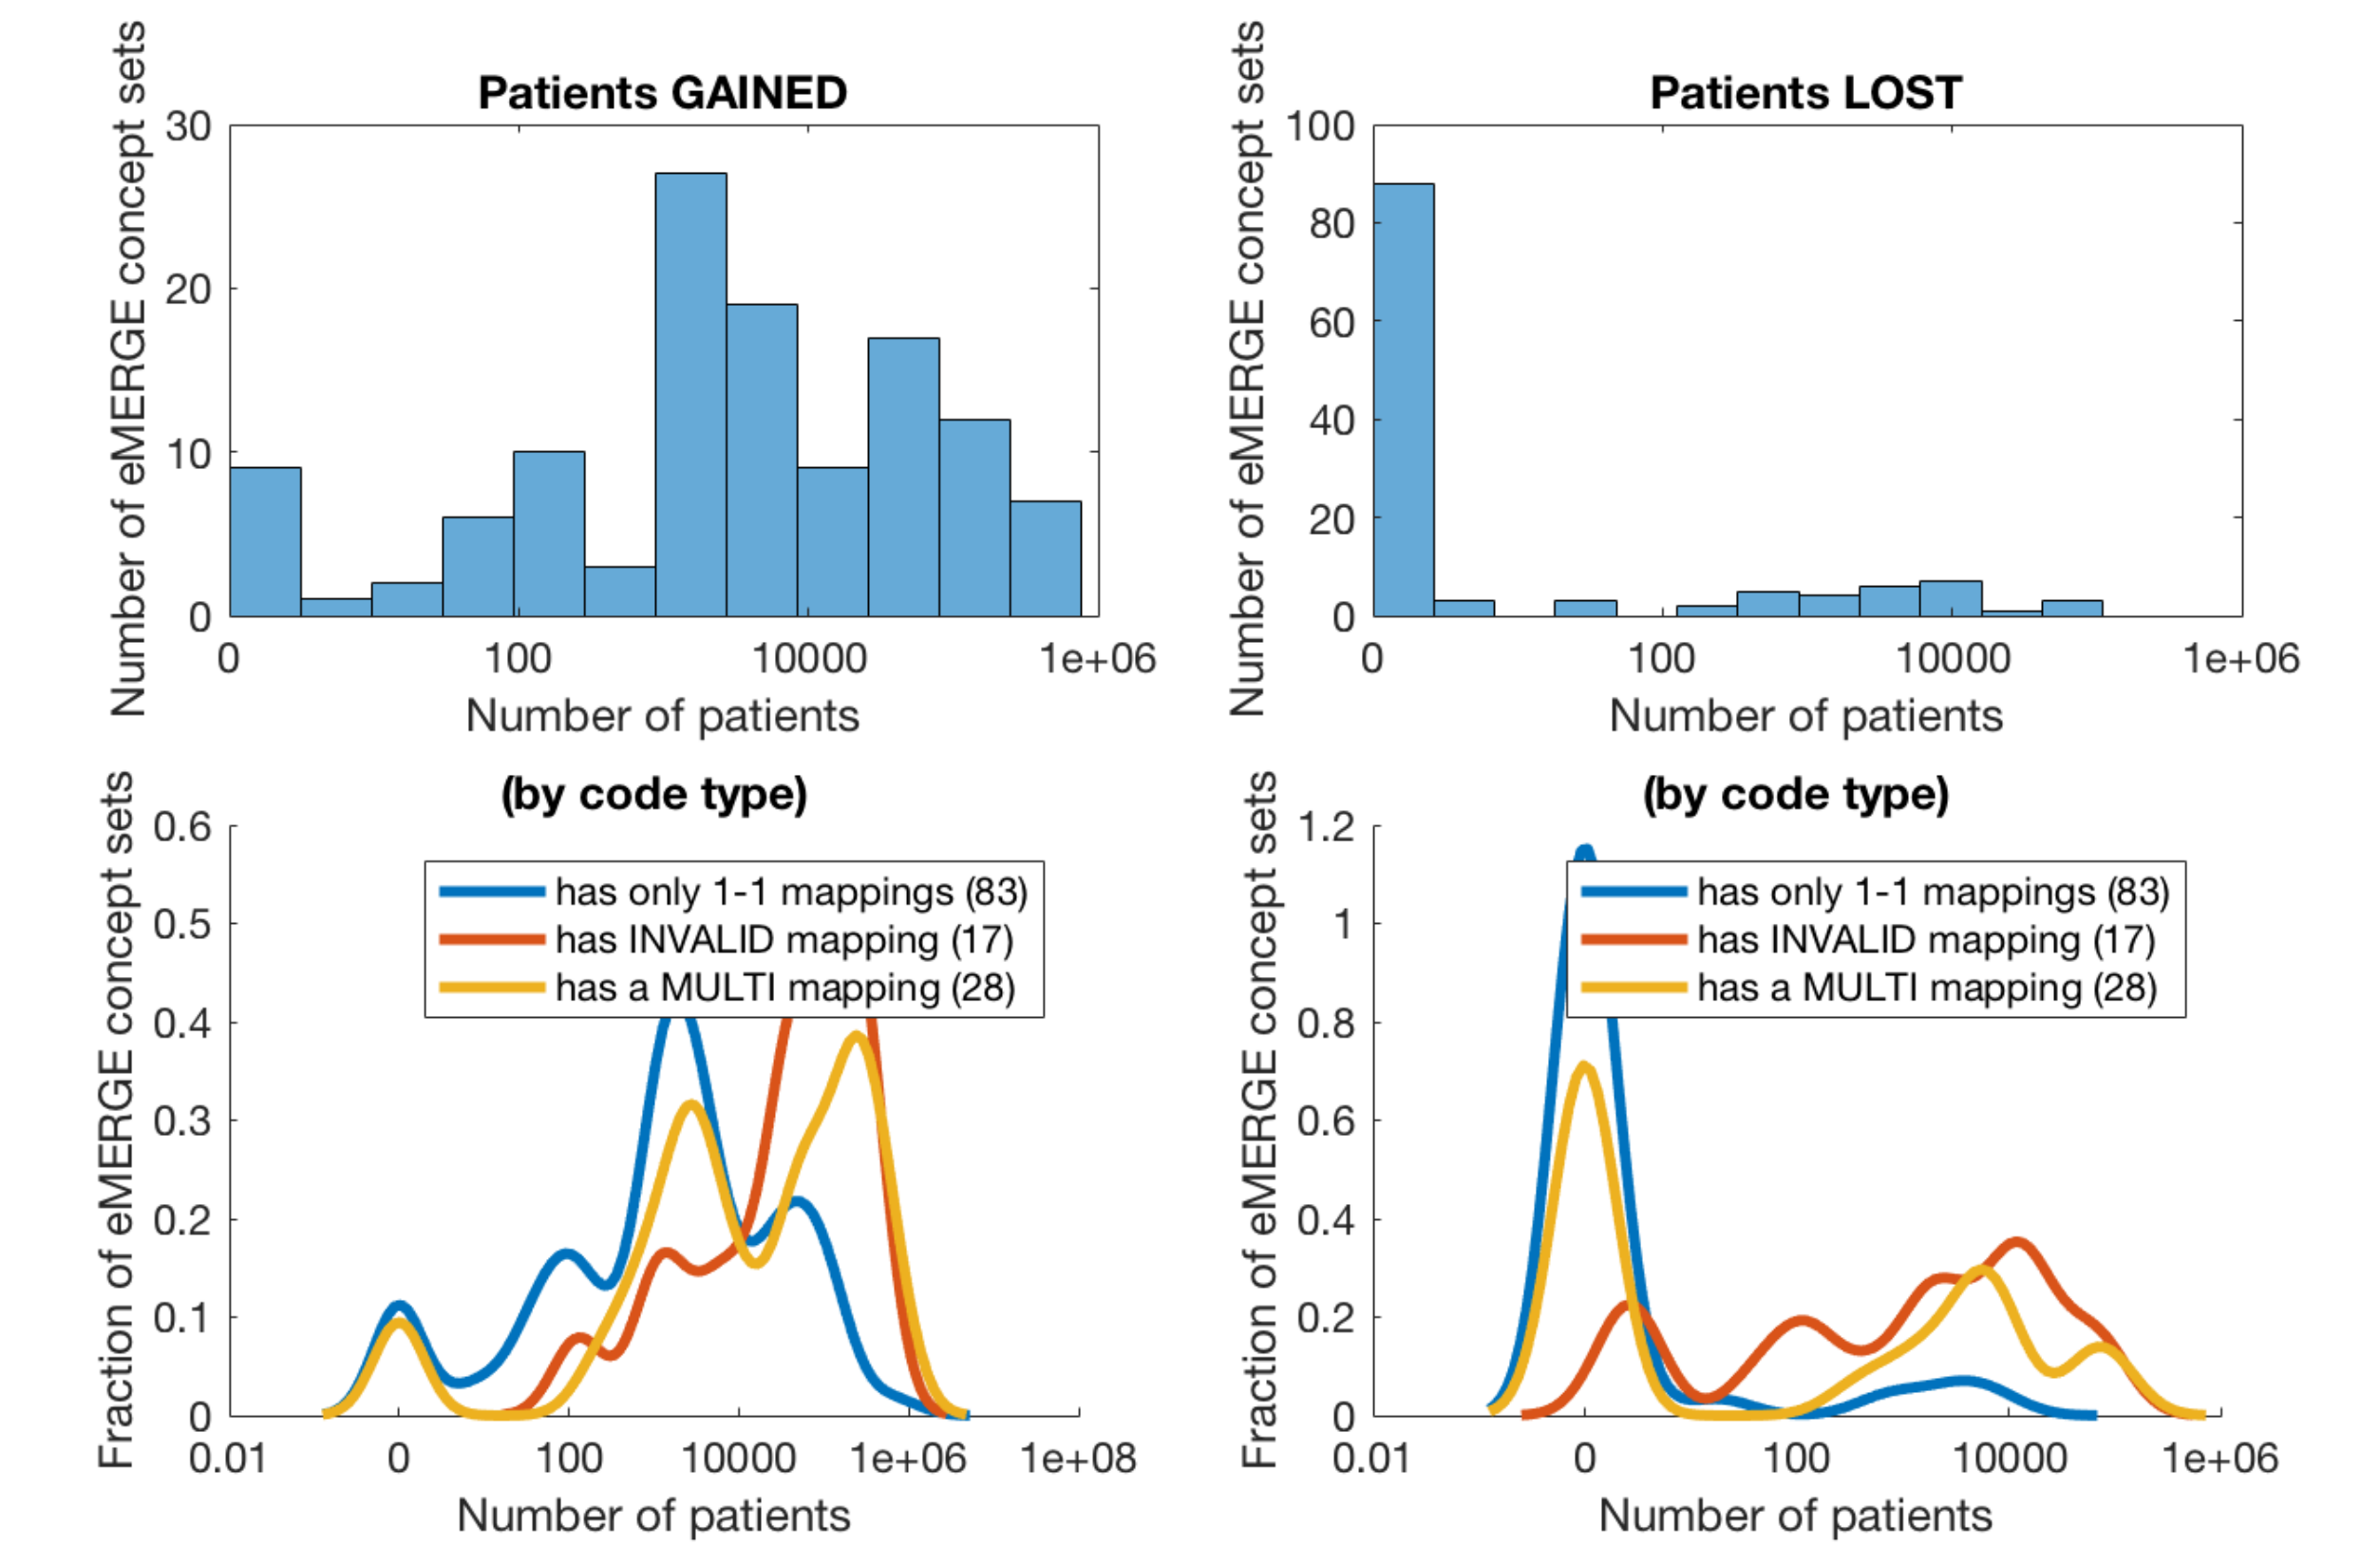 Patients GAINED
Number of eMERGE concept sets
30
20
10
0
0 100 10000 1e+06
Number of patients
Patients LOST
Number of eMERGE concept sets
100
80
60
40
20
0
0 100 10000 1e+06
Number of patients
(by code type)
Fraction of eMERGE concept sets
0.6
0.5
0.4
0.3
0.2
0.1
0
has only 1-1 mappings (83)
has INVALID mapping (17)
has a MULTI mapping (28)
0.01 0 100 10000 1e+06 1e+08
Number of patients
(by code type)
Fraction of eMERGE concept sets
1.2
1
0.8
0.6
0.4
0.2
0
has only 1-1 mappings (83)
has INVALID mapping (17)
has a MULTI mapping (28)
0.01 0 100 10000 1e+06
Number of patients